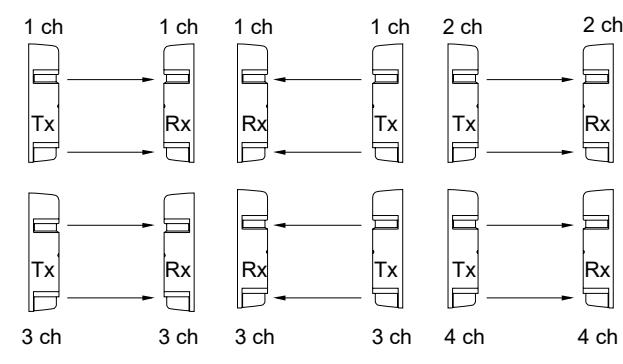 1 ch 1 ch 1 ch 1 ch 2 ch 2 ch
Tx Rx Rx Tx Tx Rx
Tx Rx Rx Tx Tx Rx
3 ch 3 ch 3 ch 3 ch 4 ch 4 ch